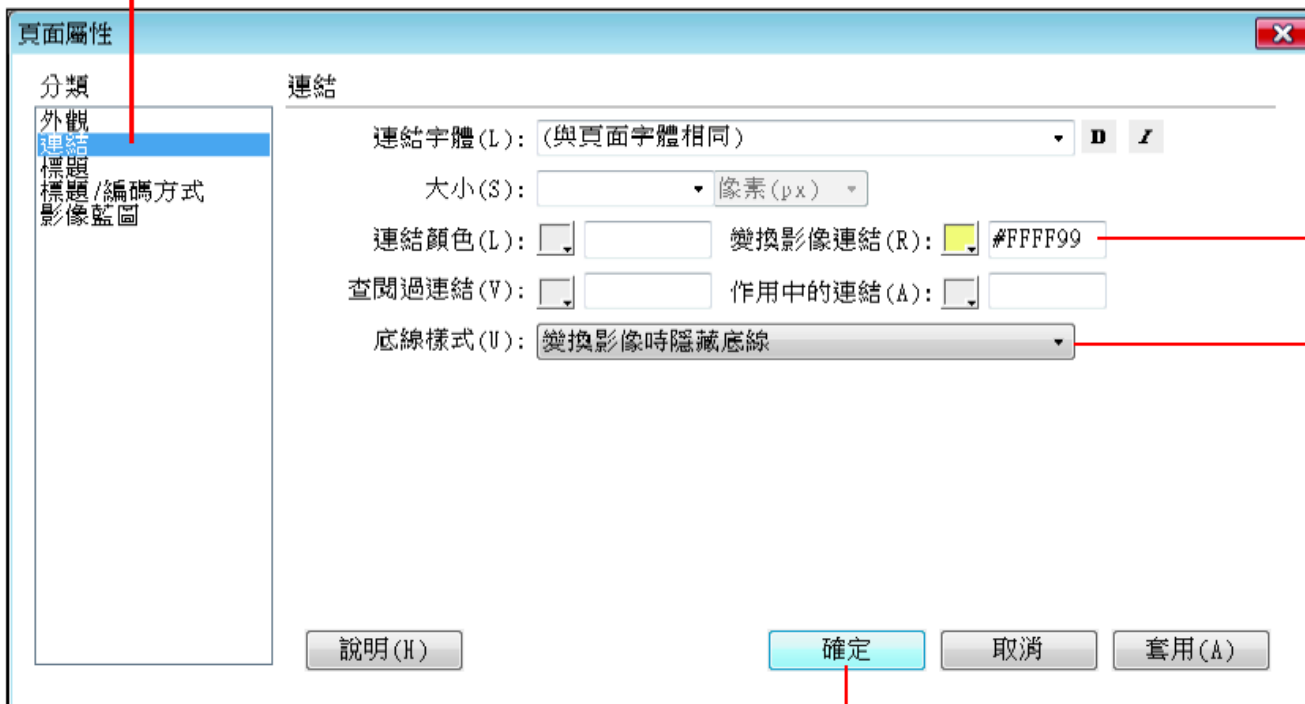 頁面屬性
分類
連結
外觀
連結
標題
標題/編碼方式
影像藍圖
連結字體(L): (與頁面字體相同) D I
大小(S): 像素(px)
連結顏色(L): 變換影像連結(R): #FFFF99
查閱過連結(V): 作用中的連結(A):
底線樣式(U): 變換影像時隱藏底線
說明(H) 確定 取消 套用(A)